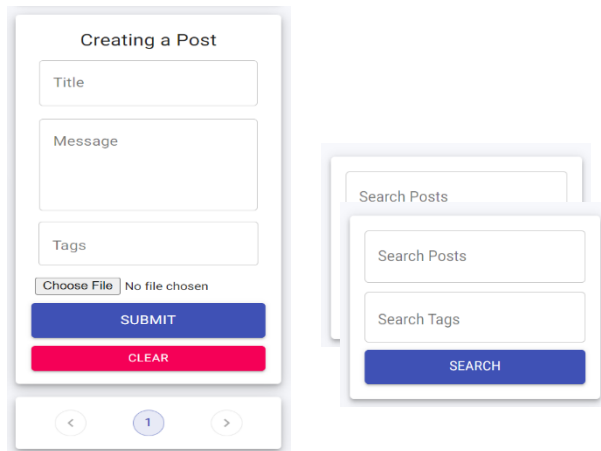 Creating a Post
Title
Message
Tags
Choose File No file chosen
SUBMIT
CLEAR
< 1 >
Search Posts
Search Posts
Search Tags
SEARCH